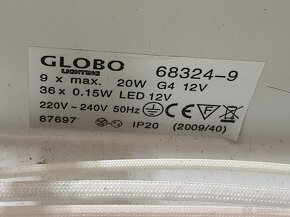 GLOBO 68324-9
LIGHTING
9 x max. 20W G4 12V
36 x 0.15W LED 12V
220V~240V 50Hz CE F
87697 IP20 (2009/40)